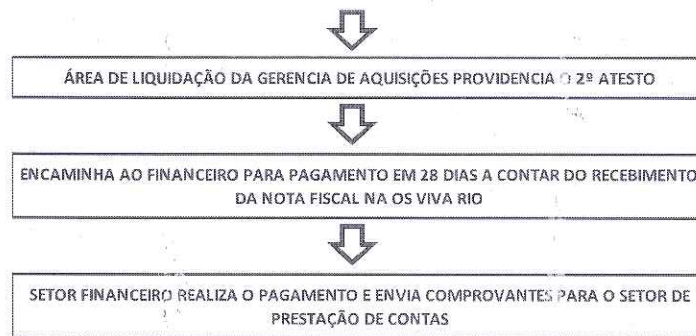 ÁREA DE LIQUIDAÇÃO DA GERENCIA DE AQUISIÇÕES PROVIDENCIA O 2º ATESTO
ENCAMINHA AO FINANCEIRO PARA PAGAMENTO EM 28 DIAS A CONTAR DO RECEBIMENTO
DA NOTA FISCAL NA OS VIVA RIO
SETOR FINANCEIRO REALIZA O PAGAMENTO E ENVIA COMPROVANTES PARA O SETOR DE
PRESTAÇÃO DE CONTAS